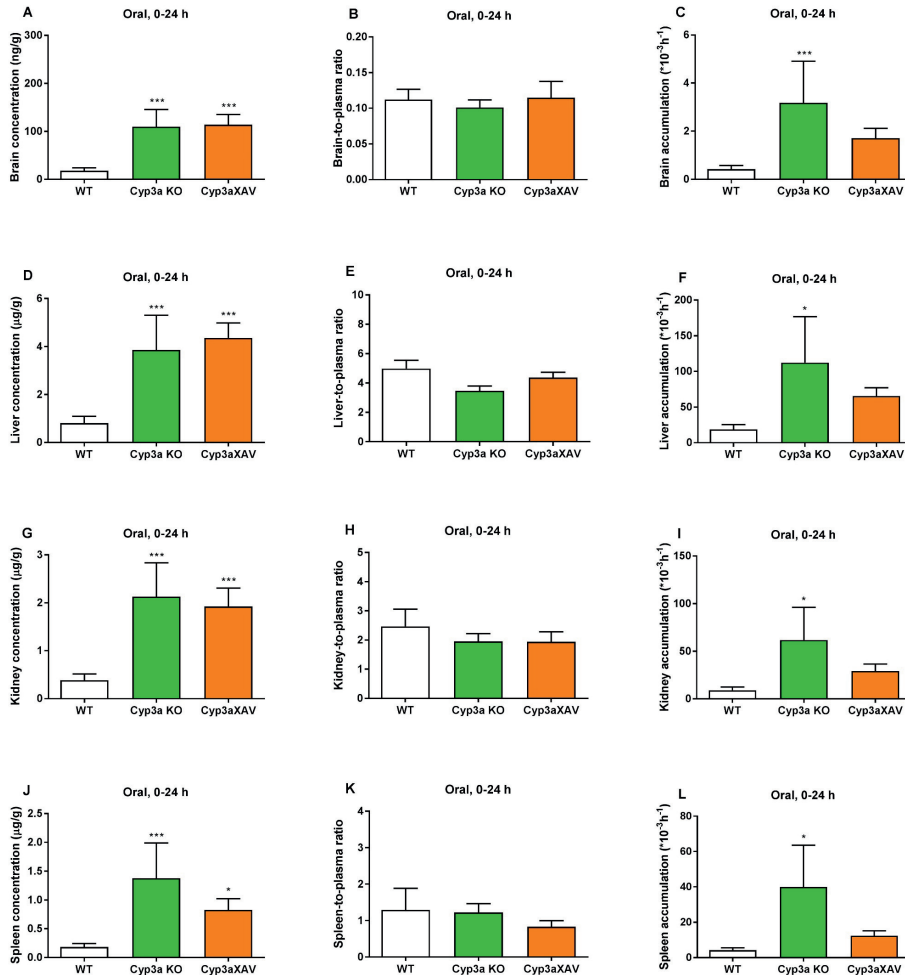 A
Oral, 0-24 h
Brain concentration (ng/g)
300
200
100
0
***
***
WT
Cyp3a KO
Cyp3aXAV
B
Oral, 0-24 h
Brain-to-plasma ratio
0.20
0.15
0.10
0.05
0.00
WT
Cyp3a KO
Cyp3aXAV
C
Oral, 0-24 h
Brain accumulation (*10⁻³h⁻¹)
6
4
2
0
***
WT
Cyp3a KO
Cyp3aXAV
D
Oral, 0-24 h
Liver concentration (µg/g)
6
4
2
0
***
***
WT
Cyp3a KO
Cyp3aXAV
E
Oral, 0-24 h
Liver-to-plasma ratio
10
8
6
4
2
0
WT
Cyp3a KO
Cyp3aXAV
F
Oral, 0-24 h
Liver accumulation (*10⁻³h⁻¹)
200
150
100
50
0
*
WT
Cyp3a KO
Cyp3aXAV
G
Oral, 0-24 h
Kidney concentration (µg/g)
3
2
1
0
***
***
WT
Cyp3a KO
Cyp3aXAV
H
Oral, 0-24 h
Kidney-to-plasma ratio
5
4
3
2
1
0
WT
Cyp3a KO
Cyp3aXAV
I
Oral, 0-24 h
Kidney accumulation (*10⁻³h⁻¹)
150
100
50
0
*
WT
Cyp3a KO
Cyp3aXAV
J
Oral, 0-24 h
Spleen concentration (µg/g)
2.5
2.0
1.5
1.0
0.5
0.0
***
*
WT
Cyp3a KO
Cyp3aXAV
K
Oral, 0-24 h
Spleen-to-plasma ratio
4
3
2
1
0
WT
Cyp3a KO
Cyp3aXAV
L
Oral, 0-24 h
Spleen accumulation (*10⁻³h⁻¹)
80
60
40
20
0
*
WT
Cyp3a KO
Cyp3aXAV